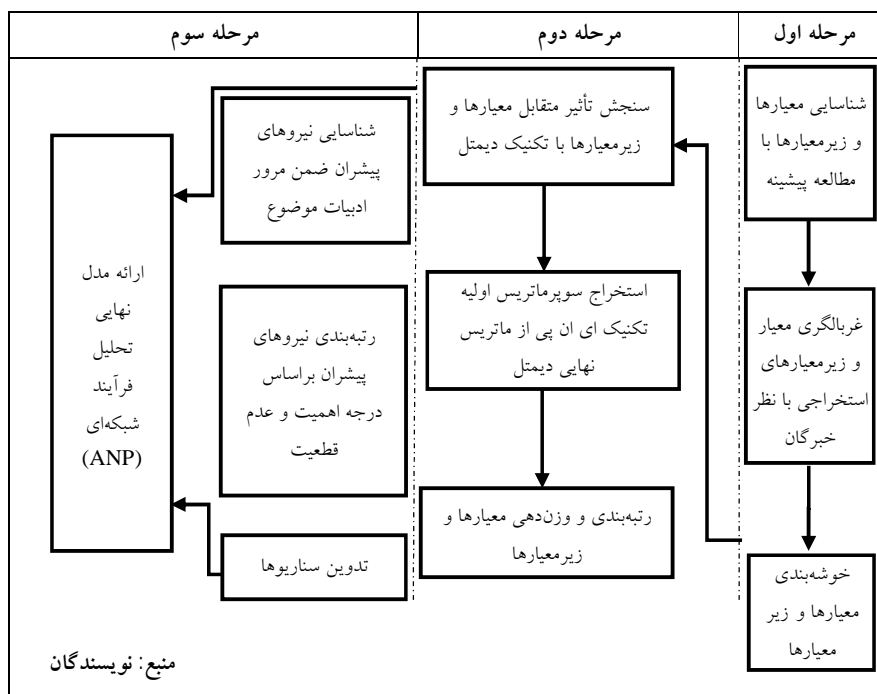 مرحله اول
مرحله دوم
مرحله سوم
شناسایی معیارها
و زیرمعیارها با
مطالعه پیشینه
غربالگری معیار
و زیرمعیارهای
استخراجی با نظر
خبرگان
خوشه‌بندی
معیارها و زیر
معیارها
سنجش تأثیر متقابل معیارها و
زیرمعیارها با تکنیک دیمتل
استخراج سوپرماتریس اولیه
تکنیک ای ان پی از ماتریس
نهایی دیمتل
رتبه‌بندی و وزن‌دهی معیارها و
زیرمعیارها
شناسایی نیروهای
پیشران ضمن مرور
ادبیات موضوع
رتبه‌بندی نیروهای
پیشران براساس
درجه اهمیت و عدم
قطعیت
تدوین سناریوها
ارائه مدل
نهایی
تحلیل
فرآیند
شبکه‌ای
(ANP)
منبع: نویسندگان